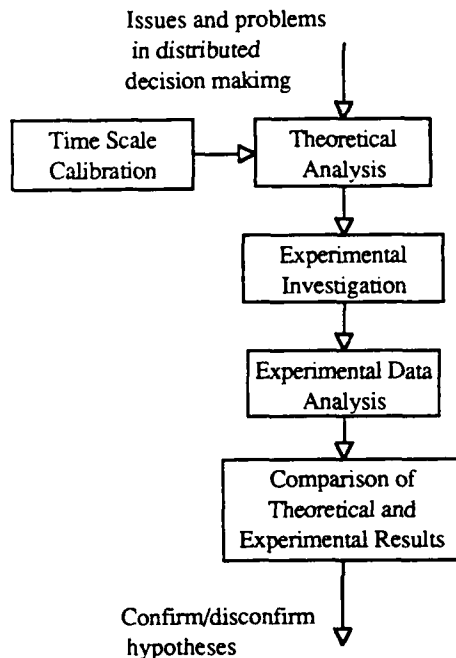 Issues and problems
in distributed
decision makimg
Time Scale
Calibration
Theoretical
Analysis
Experimental
Investigation
Experimental Data
Analysis
Comparison of
Theoretical and
Experimental Results
Confirm/disconfirm
hypotheses